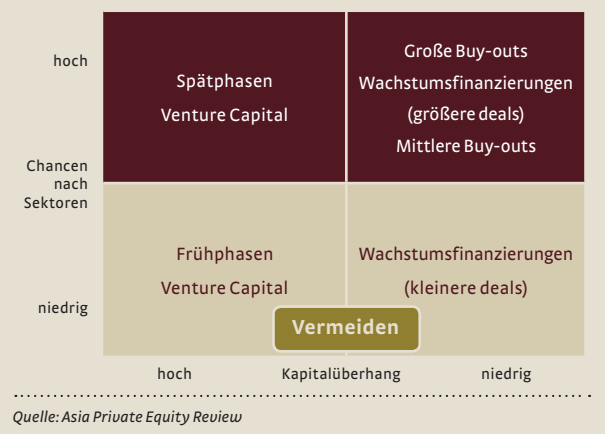 hoch
Spätphasen
Venture Capital
Große Buy-outs
Wachstumsfinanzierungen
(größere deals)
Mittlere Buy-outs
Chancen
nach
Sektoren
Frühphasen
Venture Capital
Wachstumsfinanzierungen
(kleinere deals)
niedrig
Vermeiden
hoch
Kapitalüberhang
niedrig
Quelle: Asia Private Equity Review